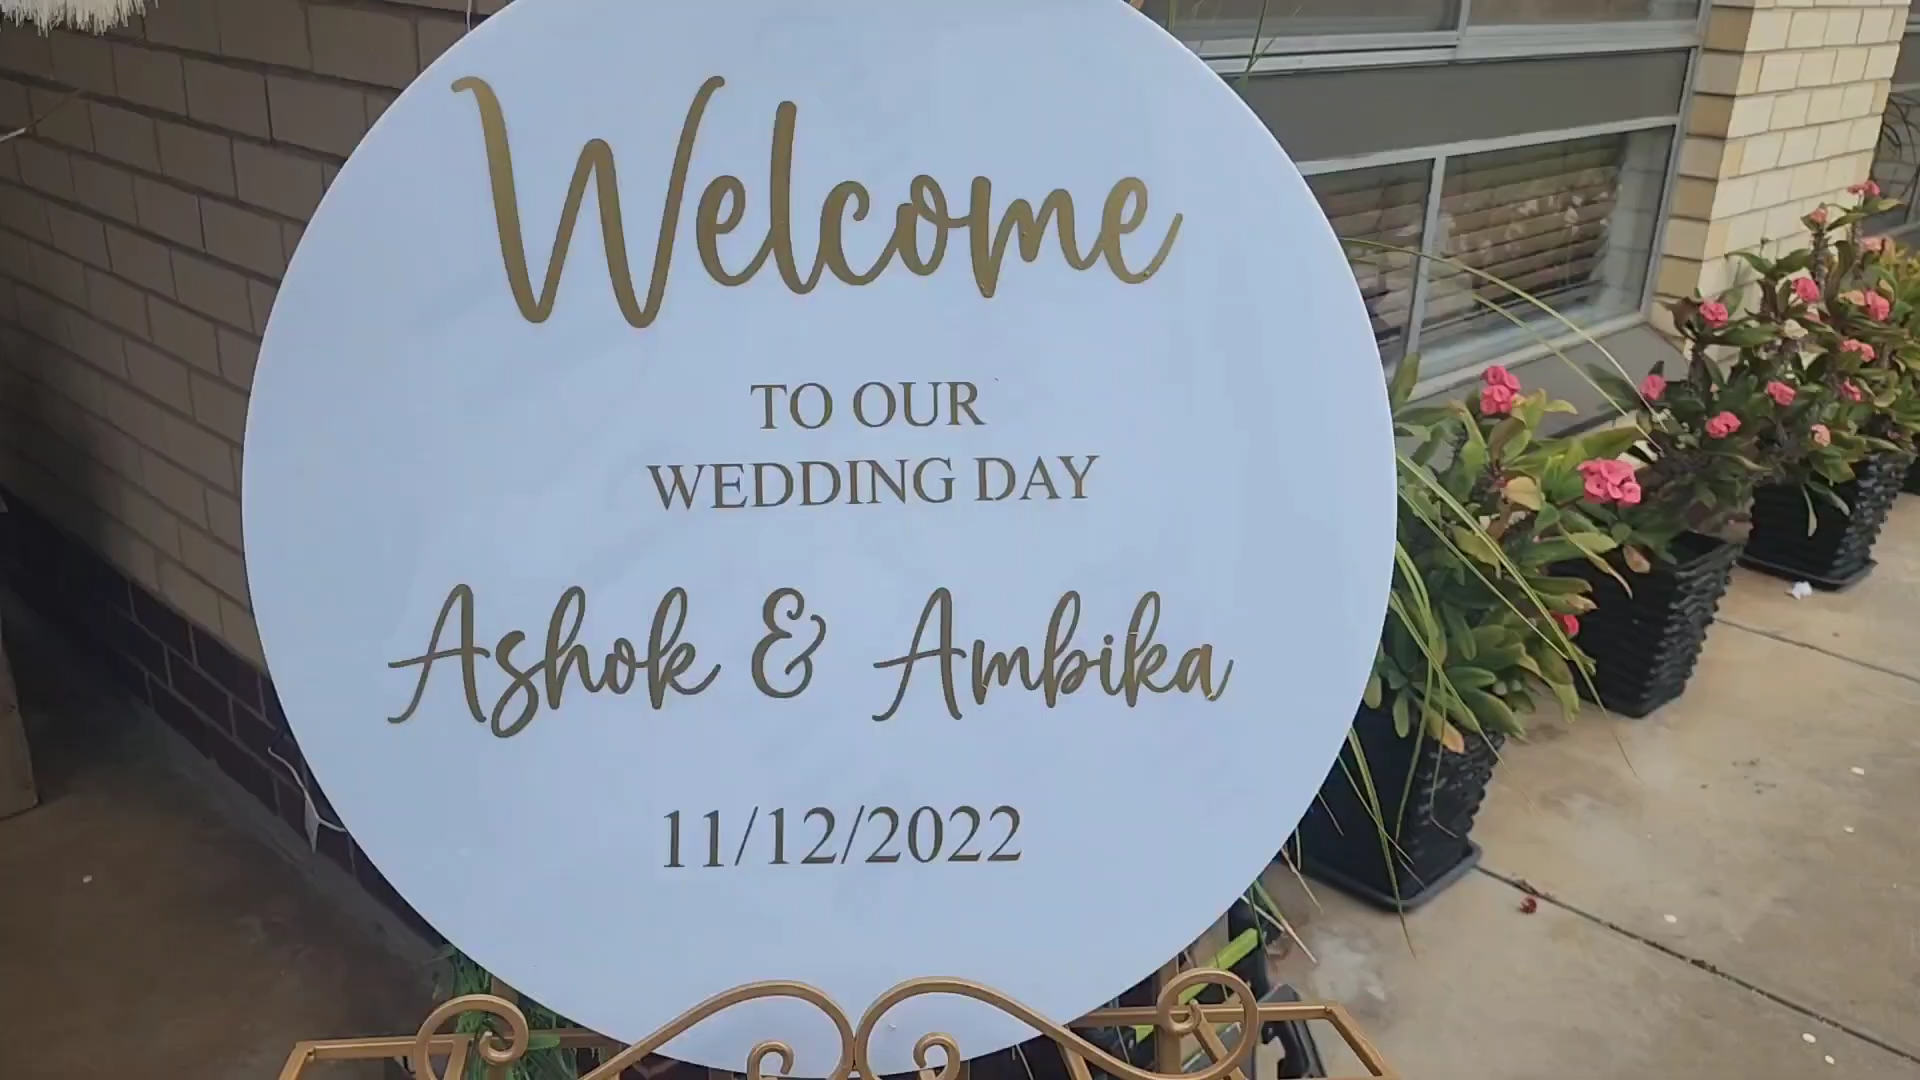 Welcome
TO OUR
WEDDING DAY
Ashok & Ambika
11/12/2022